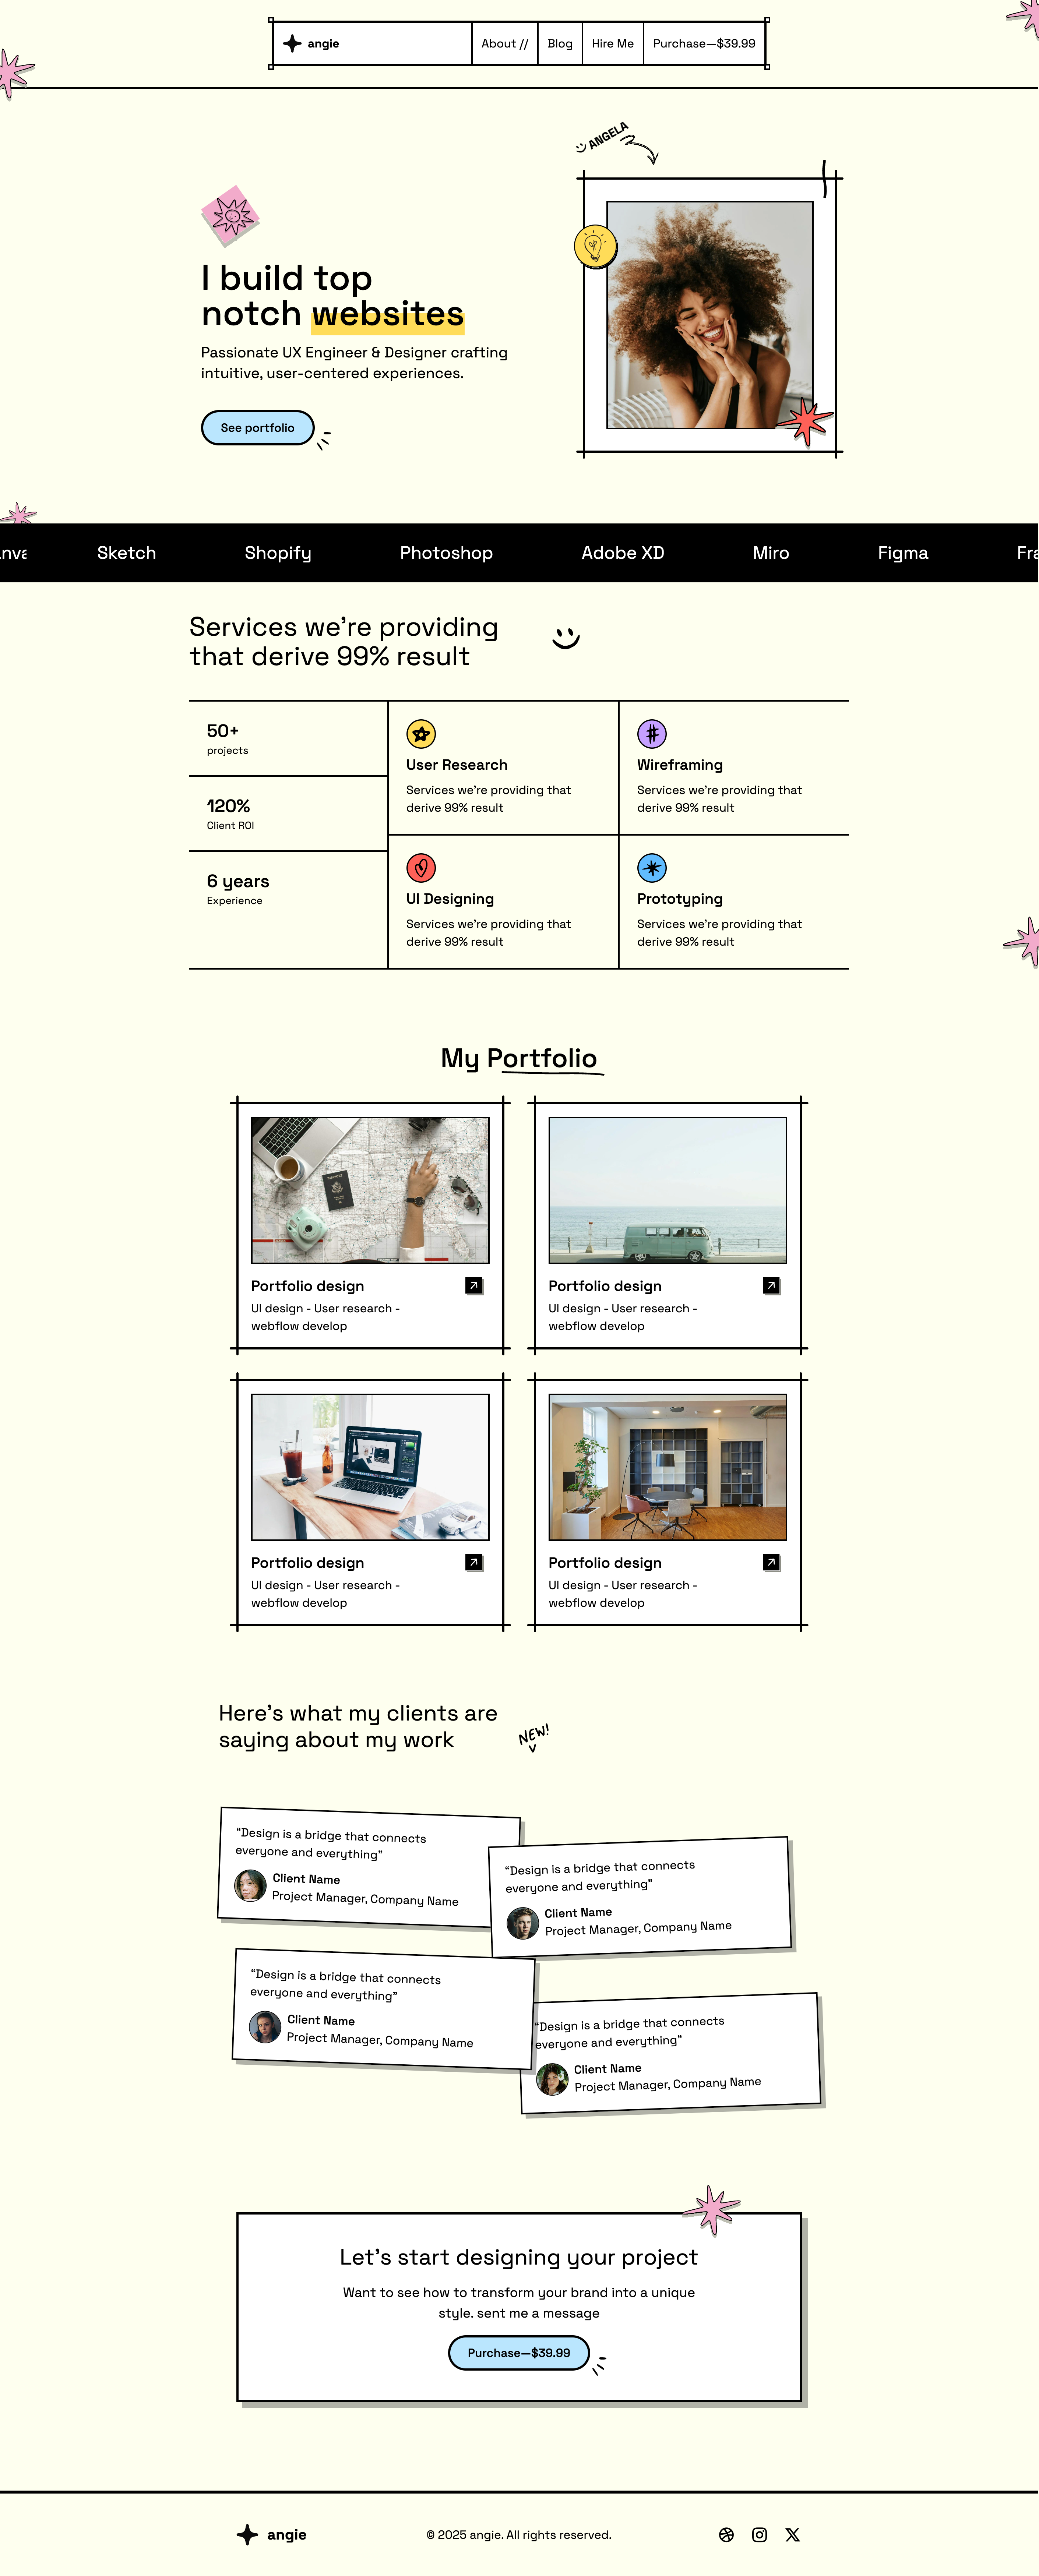 angie
About //
Blog
Hire Me
Purchase—$39.99
ANGELA
I build top
notch websites
Passionate UX Engineer & Designer crafting
intuitive, user-centered experiences.
See portfolio
Sketch
Shopify
Photoshop
Adobe XD
Miro
Figma
Services we're providing
that derive 99% result
50+
projects
120%
Client ROI
6 years
Experience
User Research
Services we're providing that
derive 99% result
Wireframing
Services we're providing that
derive 99% result
UI Designing
Services we're providing that
derive 99% result
Prototyping
Services we're providing that
derive 99% result
My Portfolio
PASSPORT
Portfolio design
UI design - User research -
webflow develop
Portfolio design
UI design - User research -
webflow develop
Portfolio design
UI design - User research -
webflow develop
Portfolio design
UI design - User research -
webflow develop
Here's what my clients are
saying about my work
NEW!
“Design is a bridge that connects
everyone and everything”
Client Name
Project Manager, Company Name
“Design is a bridge that connects
everyone and everything”
Client Name
Project Manager, Company Name
“Design is a bridge that connects
everyone and everything”
Client Name
Project Manager, Company Name
“Design is a bridge that connects
everyone and everything”
Client Name
Project Manager, Company Name
Let's start designing your project
Want to see how to transform your brand into a unique
style. sent me a message
Purchase—$39.99
angie
© 2025 angie. All rights reserved.